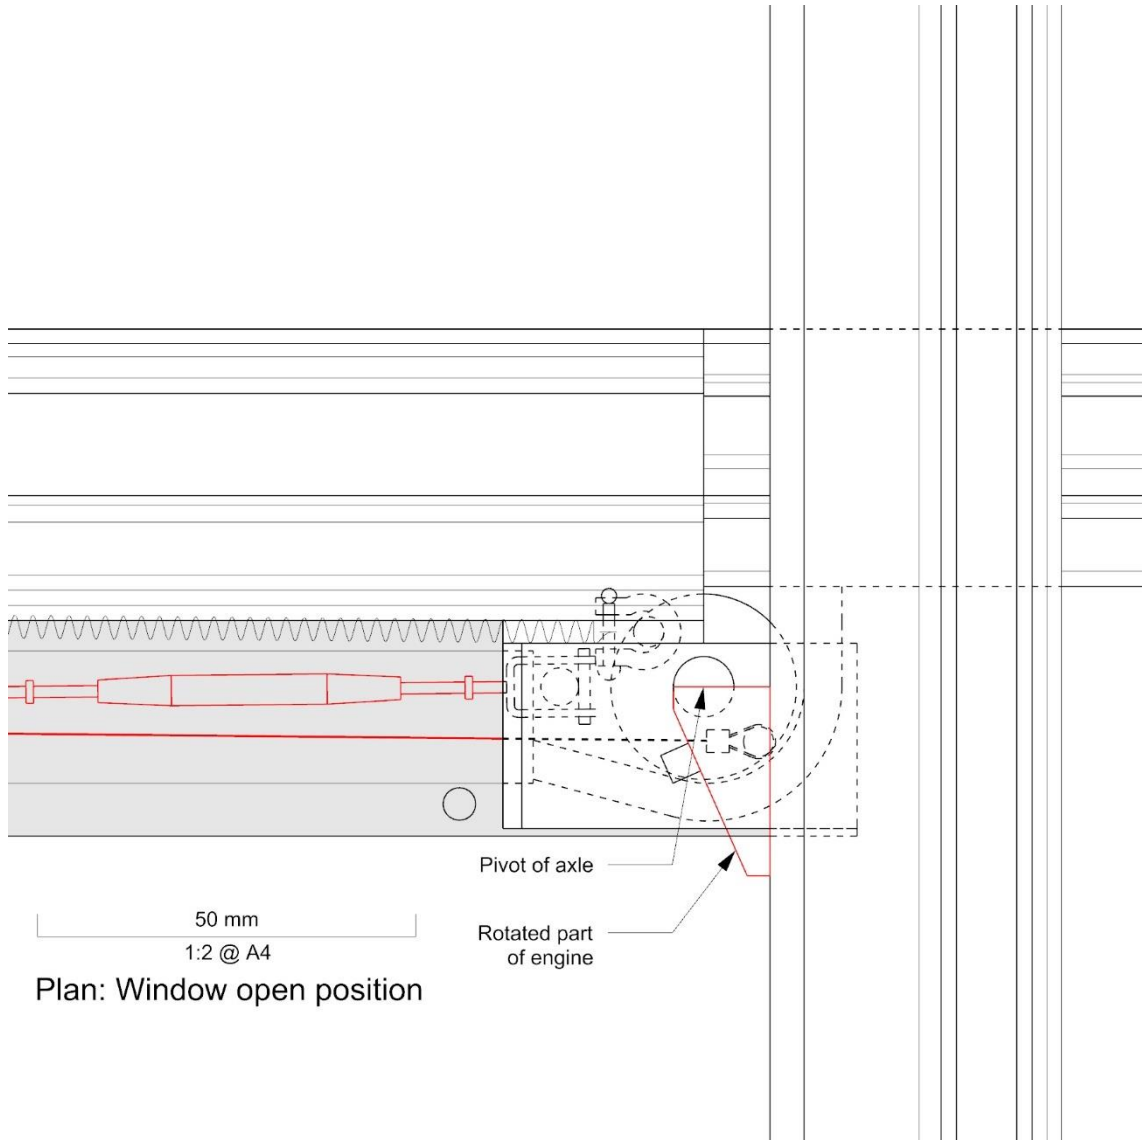 Pivot of axle
Rotated part
of engine
50 mm
1:2 @ A4
Plan: Window open position